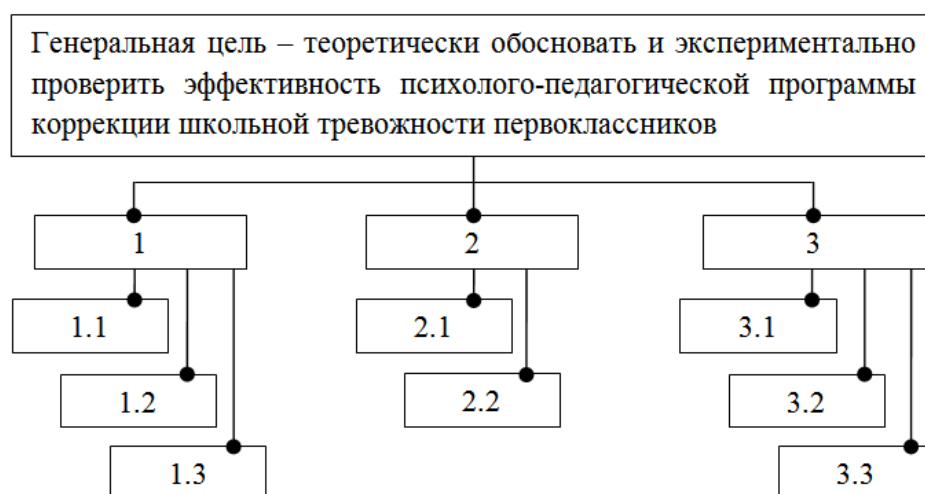 Генеральная цель – теоретически обосновать и экспериментально
проверить эффективность психолого-педагогической программы
коррекции школьной тревожности первоклассников
1 2 3
1.1 2.1 3.1
1.2 2.2 3.2
1.3 3.3